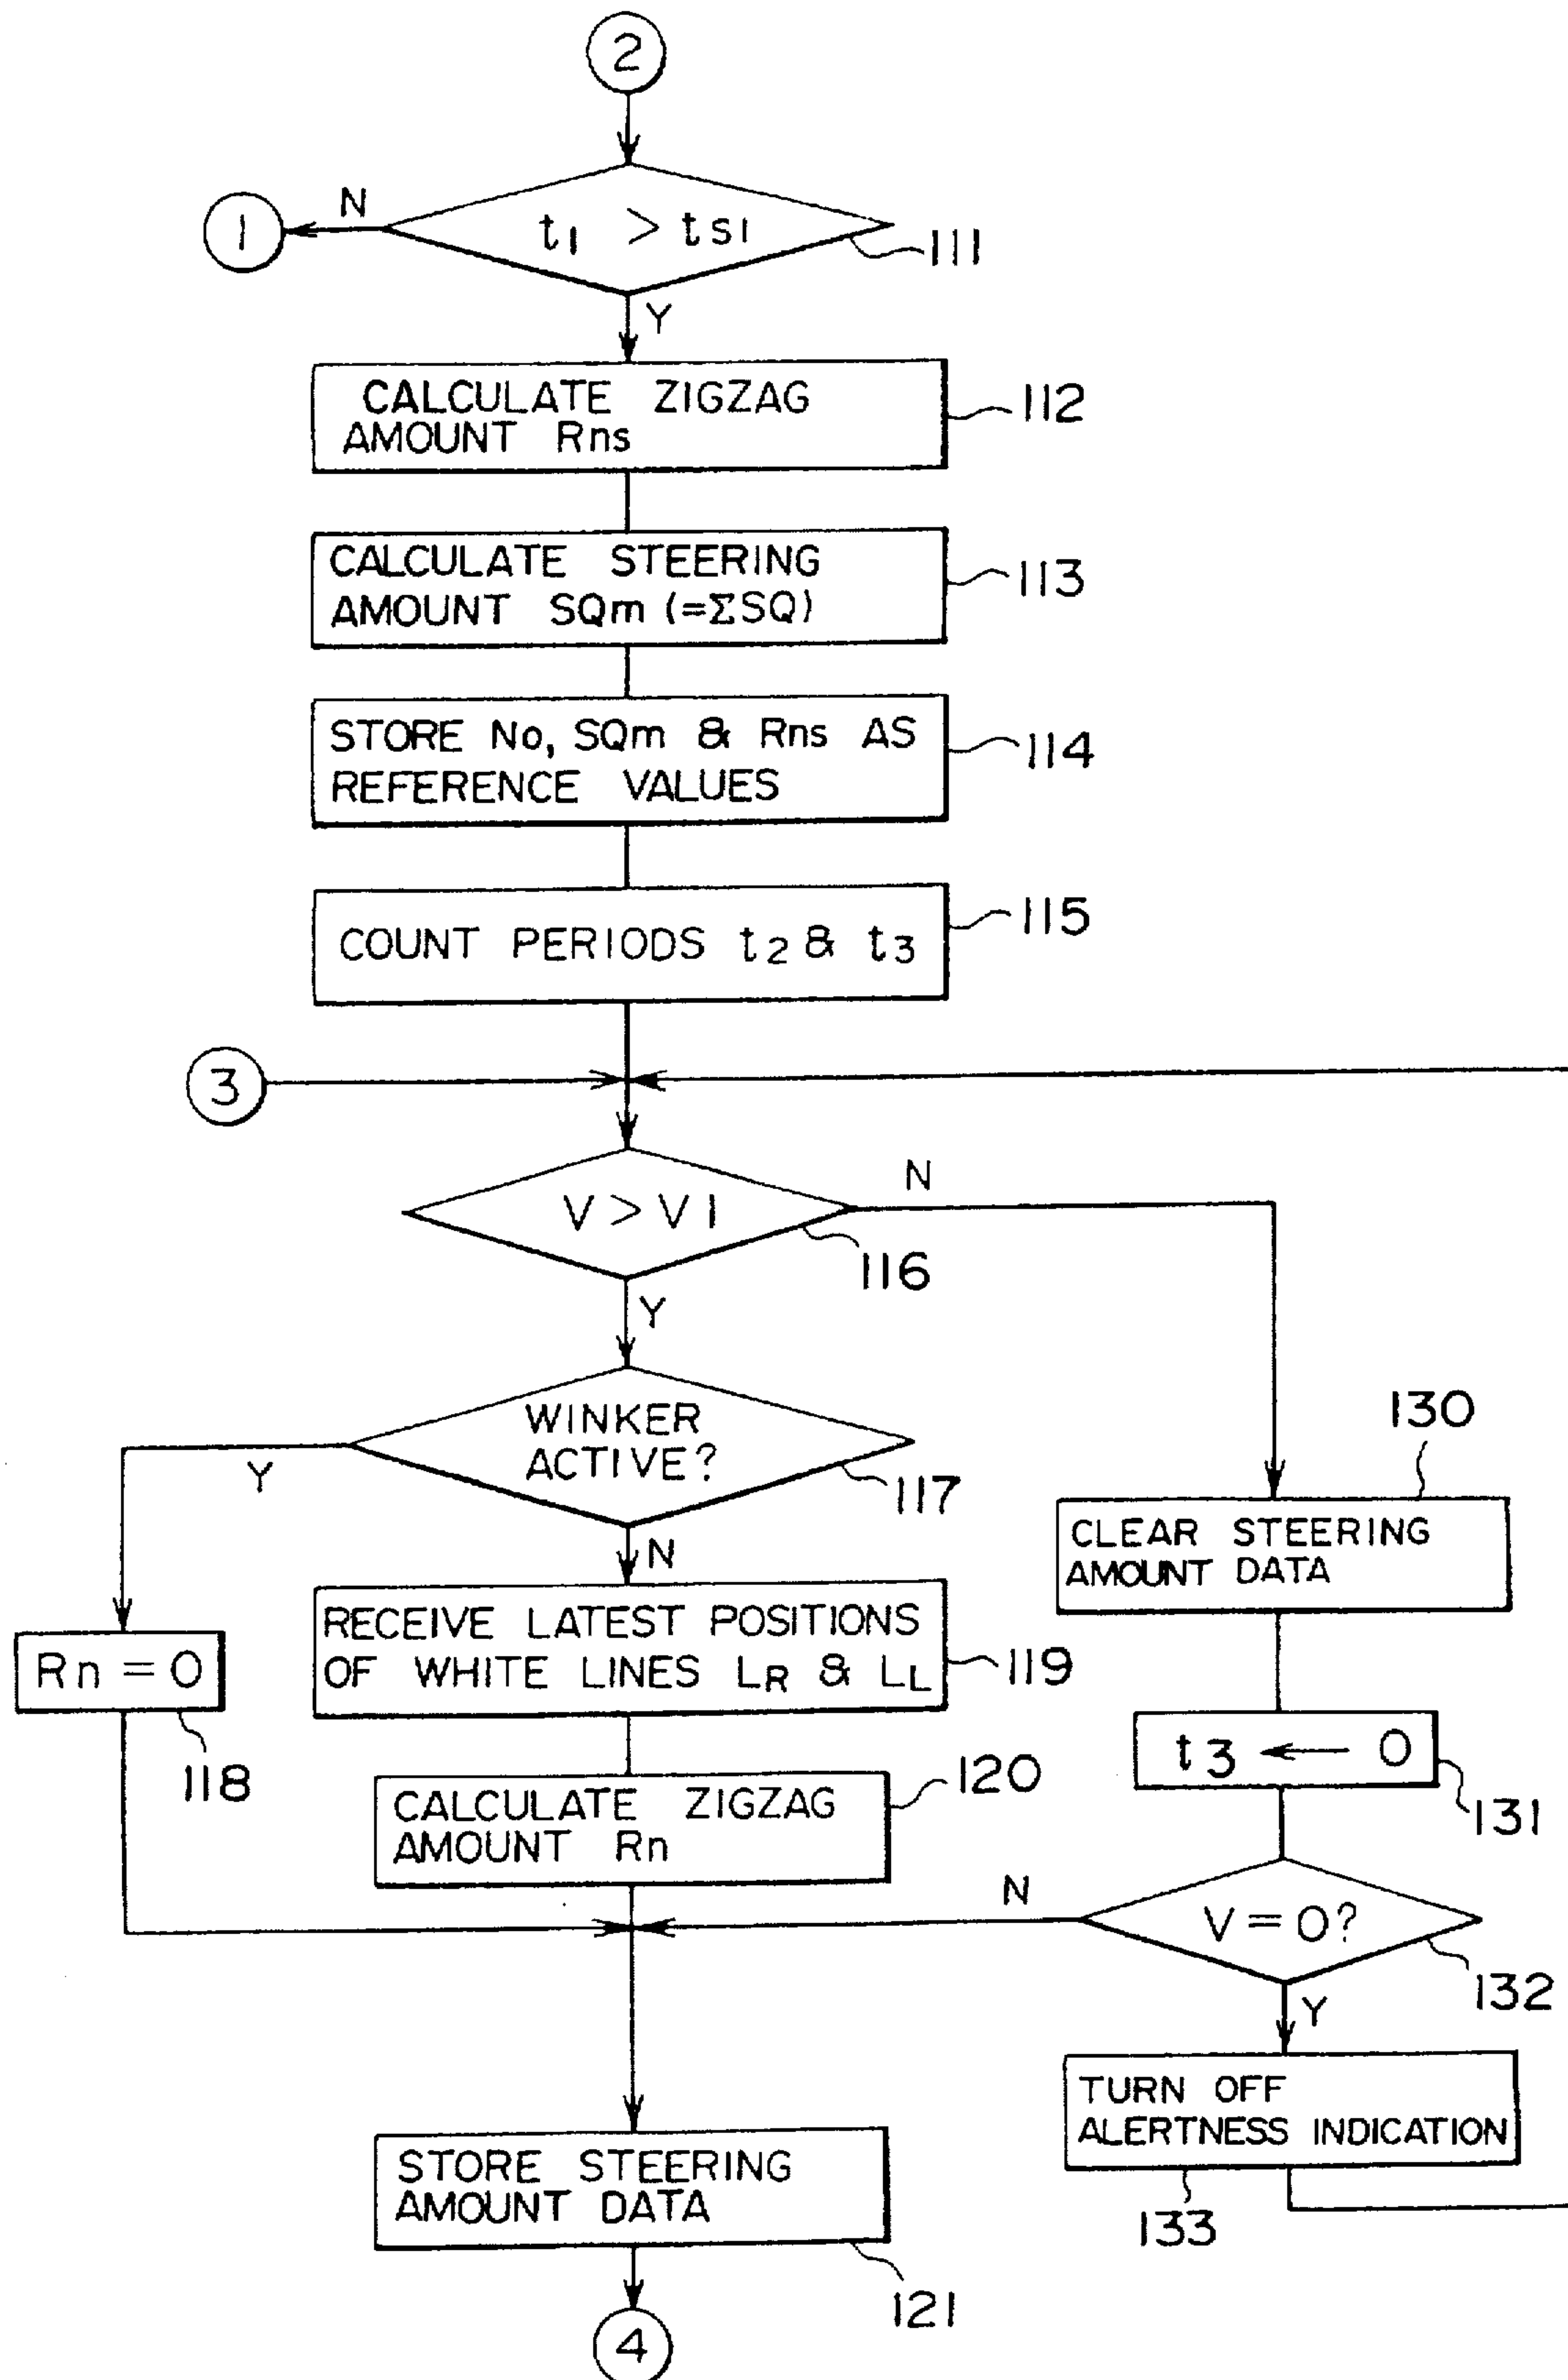 2
N
1
t1 > ts1
111
Y
CALCULATE ZIGZAG
AMOUNT Rns
112
CALCULATE STEERING
AMOUNT SQm (=ΣSQ)
113
STORE No, SQm & Rns AS
REFERENCE VALUES
114
COUNT PERIODS t2 & t3
115
3
V > V1
N
116
Y
WINKER
ACTIVE?
117
Y
N
130
CLEAR STEERING
AMOUNT DATA
Rn = 0
118
RECEIVE LATEST POSITIONS
OF WHITE LINES LR & LL
119
t3 ← 0
131
CALCULATE ZIGZAG
AMOUNT Rn
120
N
V = 0?
132
Y
TURN OFF
ALERTNESS INDICATION
133
STORE STEERING
AMOUNT DATA
121
4